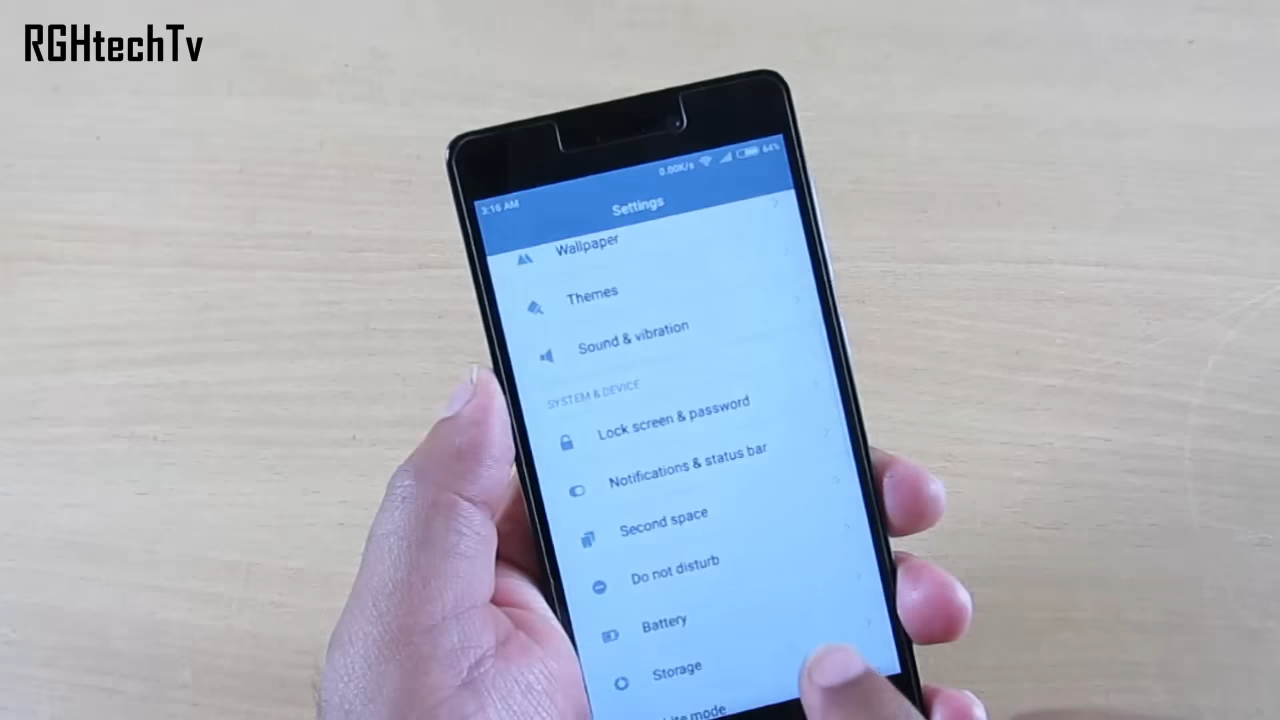 RGHtechTv
3:16 AM 0.00K/s 64%
Settings
Wallpaper
Themes
Sound & vibration
SYSTEM & DEVICE
Lock screen & password
Notifications & status bar
Second space
Do not disturb
Battery
Storage
mode